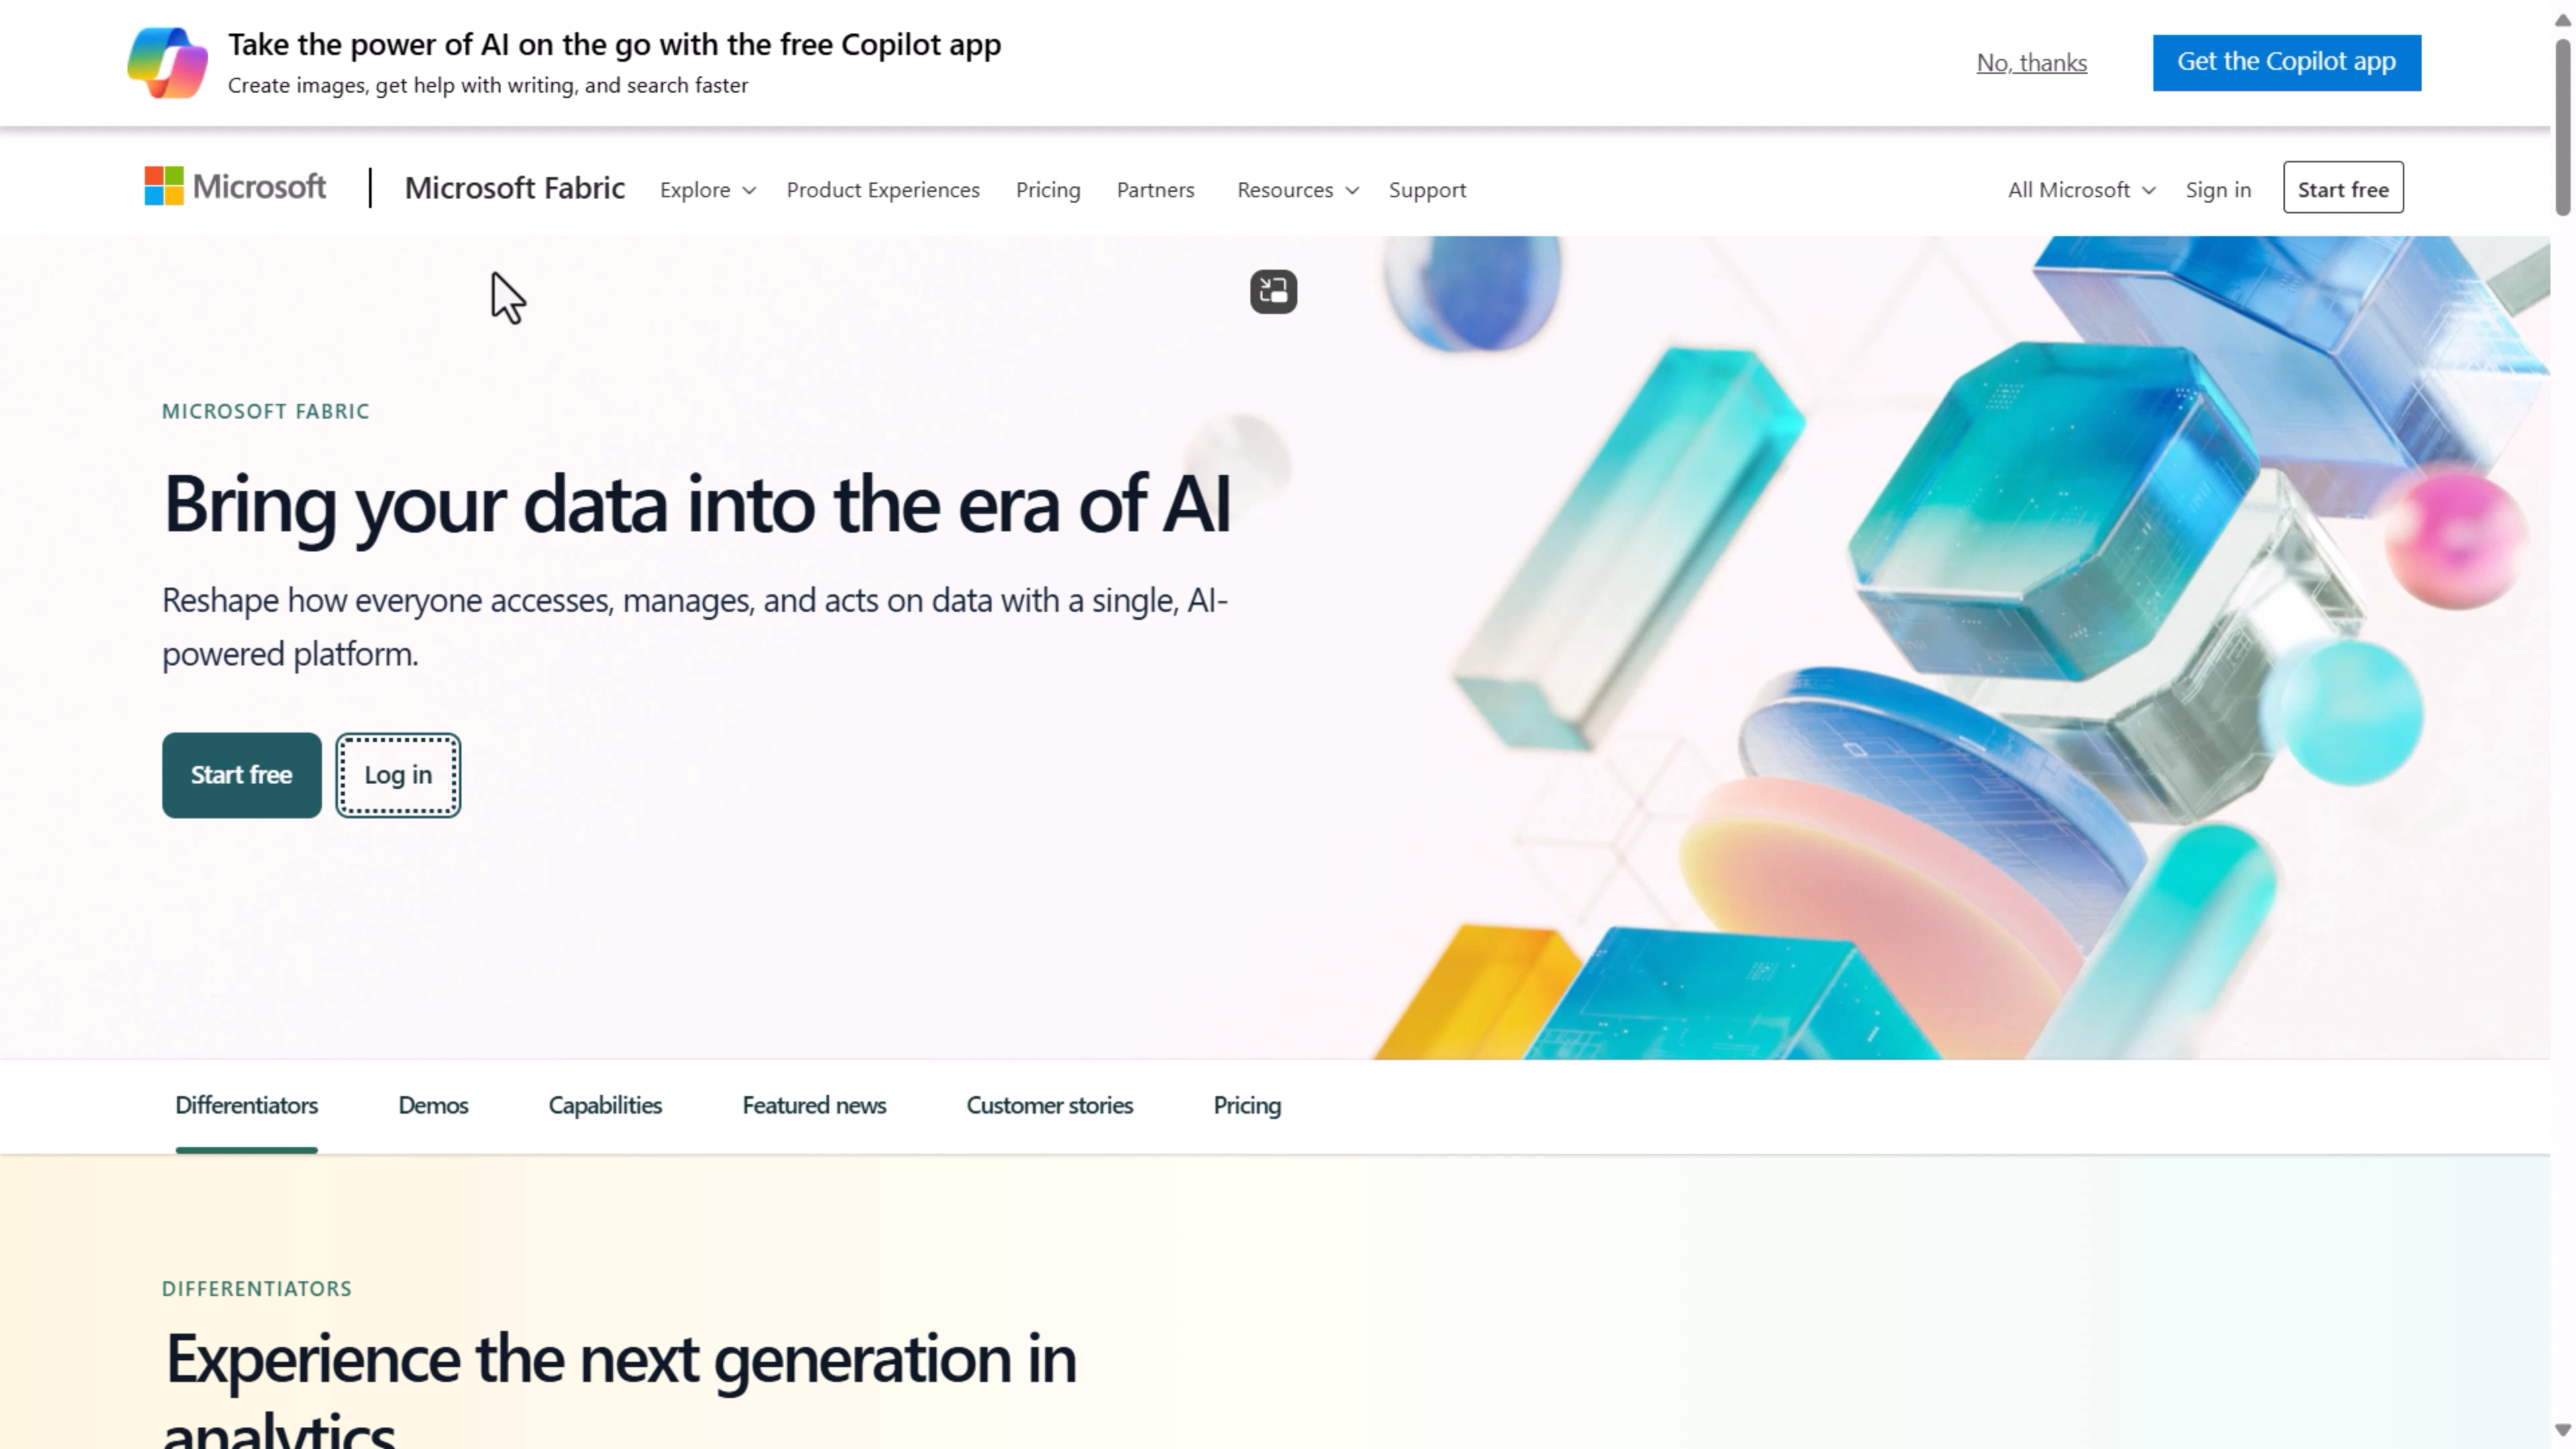 Take the power of AI on the go with the free Copilot app
Create images, get help with writing, and search faster
No, thanks
Get the Copilot app
Microsoft
Microsoft Fabric
Explore
Product Experiences
Pricing
Partners
Resources
Support
All Microsoft
Sign in
Start free
MICROSOFT FABRIC
Bring your data into the era of AI
Reshape how everyone accesses, manages, and acts on data with a single, AI-
powered platform.
Start free
Log in
Differentiators
Demos
Capabilities
Featured news
Customer stories
Pricing
DIFFERENTIATORS
Experience the next generation in
analytics